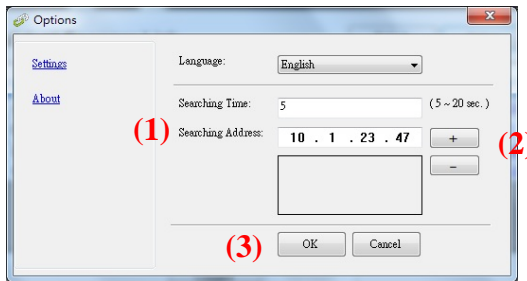 Options
Settings
About
Language: English
Searching Time: 5 ( 5 ~ 20 sec. )
(1) Searching Address: 10 . 1 . 23 . 47 + (2)
-
(3) OK Cancel